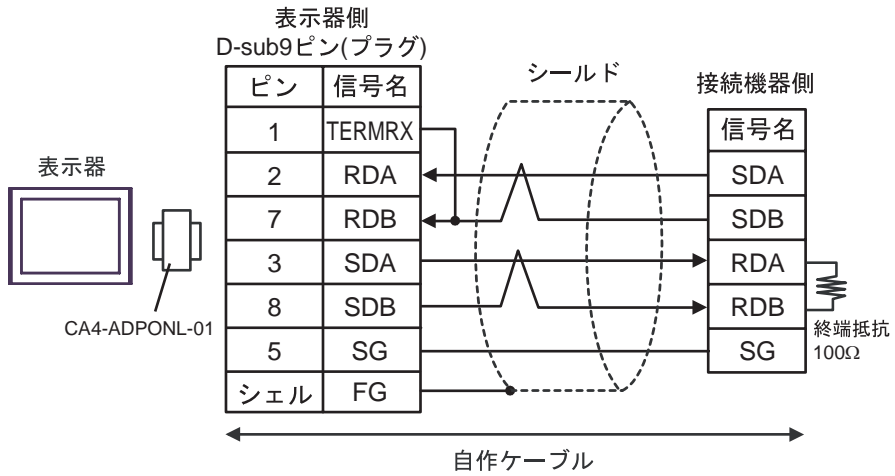 表示器側
D-sub9ピン(プラグ)
シールド
接続機器側
ピン 信号名
信号名
1 TERMRX
表示器
2 RDA
SDA
7 RDB
SDB
3 SDA
RDA
8 SDB
RDB
CA4-ADPONL-01
終端抵抗
100Ω
5 SG
SG
シェル FG
自作ケーブル